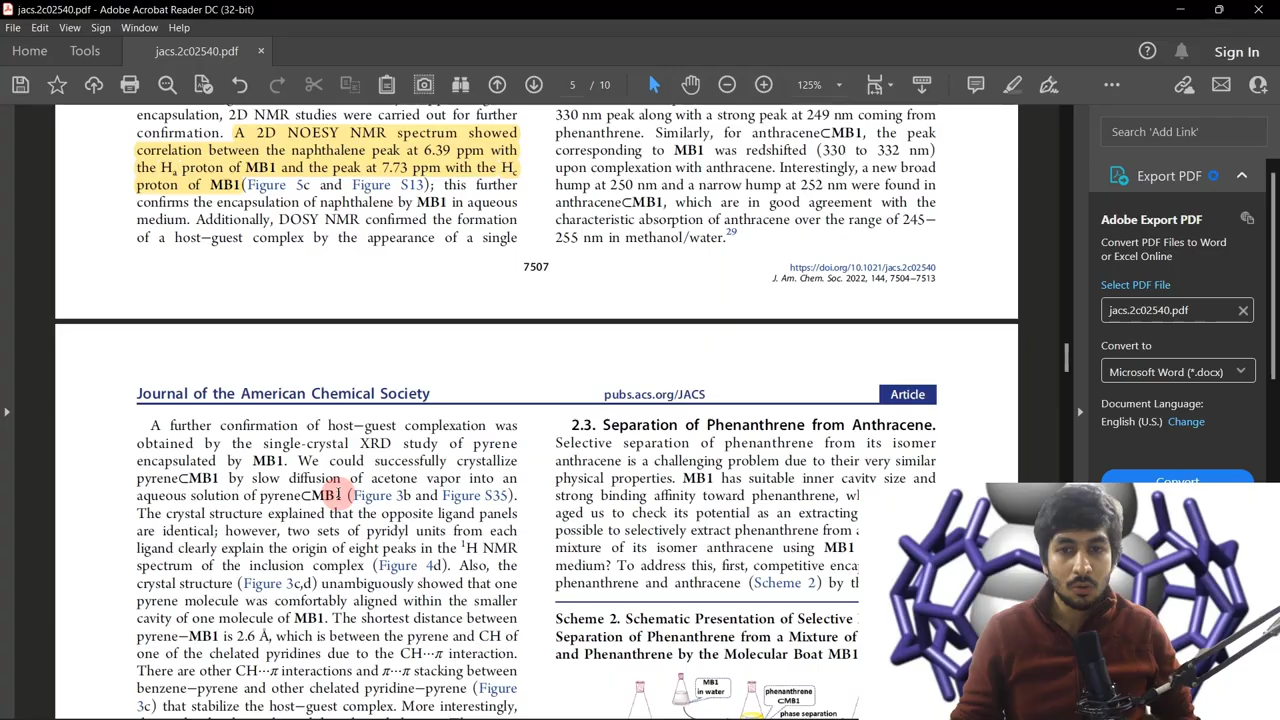 jacs.2c02540.pdf - Adobe Acrobat Reader DC (32-bit)
File Edit View Sign Window Help
Home Tools jacs.2c02540.pdf × Sign In
5 / 10 125%
encapsulation, 2D NMR studies were carried out for further
confirmation. A 2D NOESY NMR spectrum showed
correlation between the naphthalene peak at 6.39 ppm with
the Ha proton of MB1 and the peak at 7.73 ppm with the Hc
proton of MB1(Figure 5c and Figure S13); this further
confirms the encapsulation of naphthalene by MB1 in aqueous
medium. Additionally, DOSY NMR confirmed the formation
of a host−guest complex by the appearance of a single
330 nm peak along with a strong peak at 249 nm coming from
phenanthrene. Similarly, for anthracene⊂MB1, the peak
corresponding to MB1 was redshifted (330 to 332 nm)
upon complexation with anthracene. Interestingly, a new broad
hump at 250 nm and a narrow hump at 252 nm were found in
anthracene⊂MB1, which are in good agreement with the
characteristic absorption of anthracene over the range of 245−
255 nm in methanol/water.29
7507
https://doi.org/10.1021/jacs.2c02540
J. Am. Chem. Soc. 2022, 144, 7504−7513
Journal of the American Chemical Society pubs.acs.org/JACS Article
A further confirmation of host−guest complexation was
obtained by the single-crystal XRD study of pyrene
encapsulated by MB1. We could successfully crystallize
pyrene⊂MB1 by slow diffusion of acetone vapor into an
aqueous solution of pyrene⊂MB1 (Figure 3b and Figure S35).
The crystal structure explained that the opposite ligand panels
are identical; however, two sets of pyridyl units from each
ligand clearly explain the origin of eight peaks in the 1H NMR
spectrum of the inclusion complex (Figure 4d). Also, the
crystal structure (Figure 3c,d) unambiguously showed that one
pyrene molecule was comfortably aligned within the smaller
cavity of one molecule of MB1. The shortest distance between
pyrene−MB1 is 2.6 Å, which is between the pyrene and CH of
one of the chelated pyridines due to the CH···π interaction.
There are other CH···π interactions and π···π stacking between
benzene−pyrene and other chelated pyridine−pyrene (Figure
3c) that stabilize the host−guest complex. More interestingly,
2.3. Separation of Phenanthrene from Anthracene.
Selective separation of phenanthrene from its isomer
anthracene is a challenging problem due to their very similar
physical properties. MB1 has suitable inner cavity size and
strong binding affinity toward phenanthrene, wh
aged us to check its potential as an extracting
possible to selectively extract phenanthrene from a
mixture of its isomer anthracene using MB1
medium? To address this, first, competitive enca
phenanthrene and anthracene (Scheme 2) by th
Scheme 2. Schematic Presentation of Selective
Separation of Phenanthrene from a Mixture of
and Phenanthrene by the Molecular Boat MB1
MB1
in water
phenanthrene
⊂MB1
phase separation
Search 'Add Link'
Export PDF
Adobe Export PDF
Convert PDF Files to Word
or Excel Online
Select PDF File
jacs.2c02540.pdf
Convert to
Microsoft Word (*.docx)
Document Language:
English (U.S.) Change
Convert